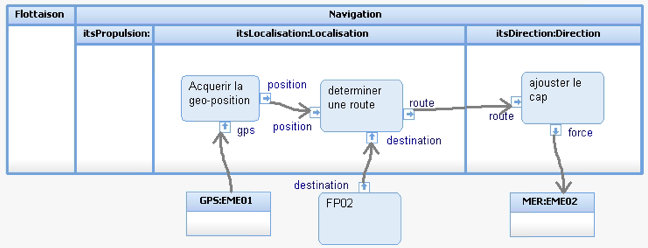 Flottaison
Navigation
itsPropulsion:
itsLocalisation:Localisation
itsDirection:Direction
Acquerir la
geo-position
position
position
gps
determiner
une route
route
destination
route
ajouster le
cap
force
destination
GPS:EME01
FP02
MER:EME02